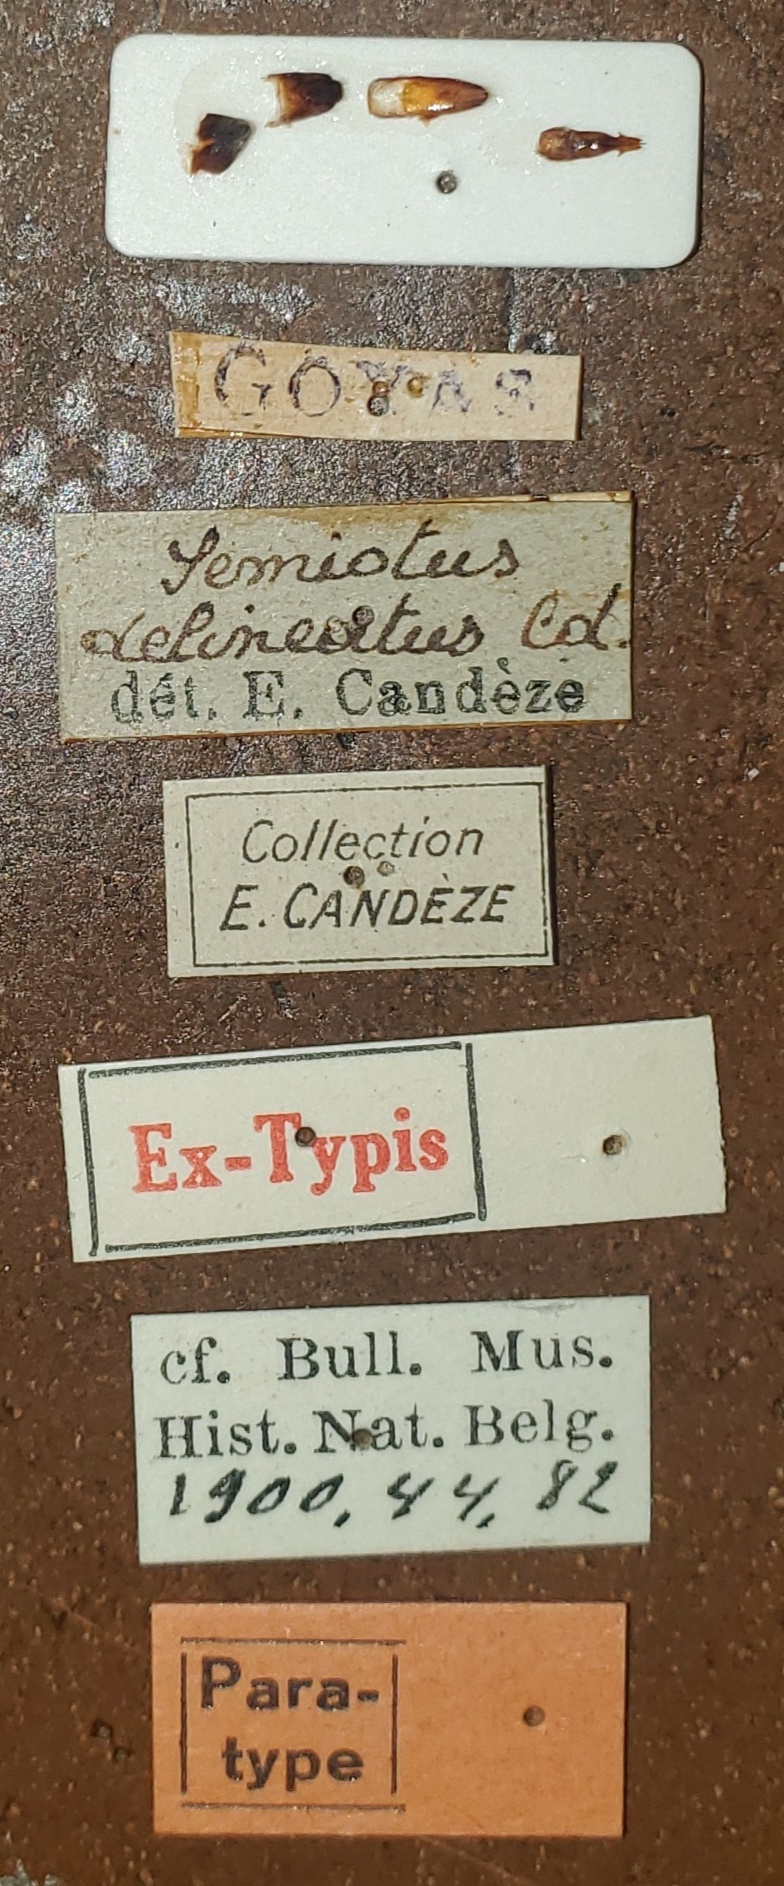 GOYAS
Semiotus
delineatus Cd.
dét. E. Candèze
Collection
E. CANDÈZE
Ex-Typis
cf. Bull. Mus.
Hist. Nat. Belg.
1900, 44, 82
Para-
type